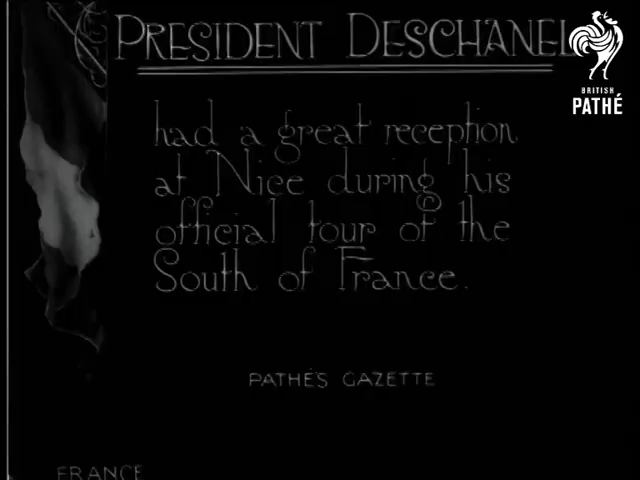 PRESIDENT DESCHANEL
BRITISH
PATHÉ
had a great reception
at Nice during his
official tour of the
South of France.
PATHE'S GAZETTE
FRANCE